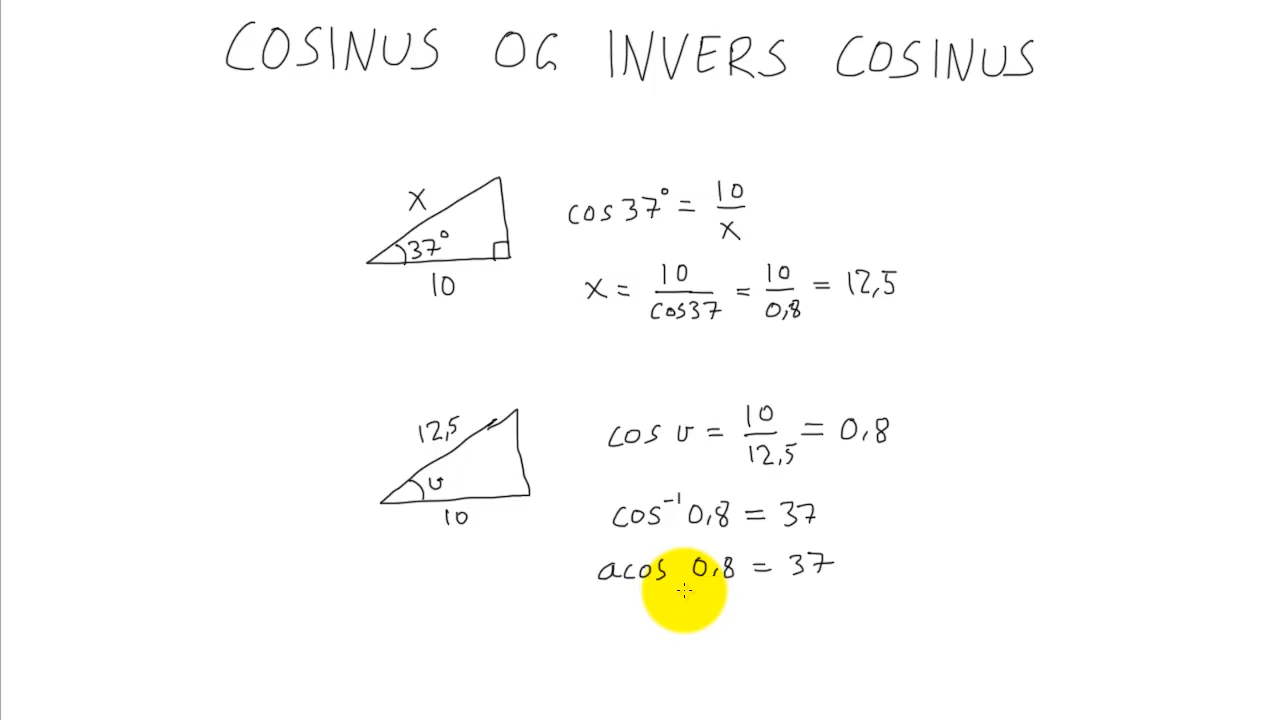 COSINUS OG INVERS COSINUS
x
37°
10
cos 37° = 10/x
x = 10/cos37 = 10/0,8 = 12,5
12,5
v
10
cos v = 10/12,5 = 0,8
cos⁻¹ 0,8 = 37
acos 0,8 = 37